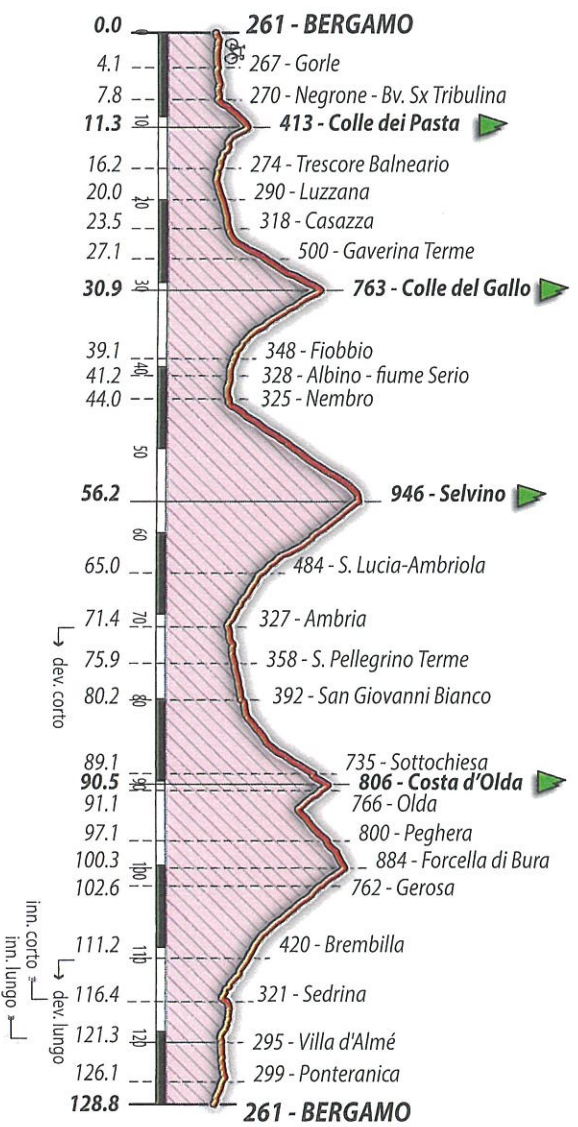 0.0 261 - BERGAMO
4.1 267 - Gorle
7.8 270 - Negrone - Bv. Sx Tribulina
11.3 413 - Colle dei Pasta
10
16.2 274 - Trescore Balneario
20.0 290 - Luzzana
20
23.5 318 - Casazza
27.1 500 - Gaverina Terme
30.9 763 - Colle del Gallo
30
39.1 348 - Fiobbio
41.2 328 - Albino - fiume Serio
40
44.0 325 - Nembro
50
56.2 946 - Selvino
60
65.0 484 - S. Lucia-Ambriola
71.4 327 - Ambria
70
dev. corto
75.9 358 - S. Pellegrino Terme
80.2 392 - San Giovanni Bianco
80
89.1 735 - Sottochiesa
90.5 806 - Costa d'Olda
90
91.1 766 - Olda
97.1 800 - Peghera
100.3 884 - Forcella di Bura
100
102.6 762 - Gerosa
111.2 420 - Brembilla
110
dev. lungo
inn. corto
inn. lungo
116.4 321 - Sedrina
121.3 295 - Villa d'Almé
120
126.1 299 - Ponteranica
128.8 261 - BERGAMO